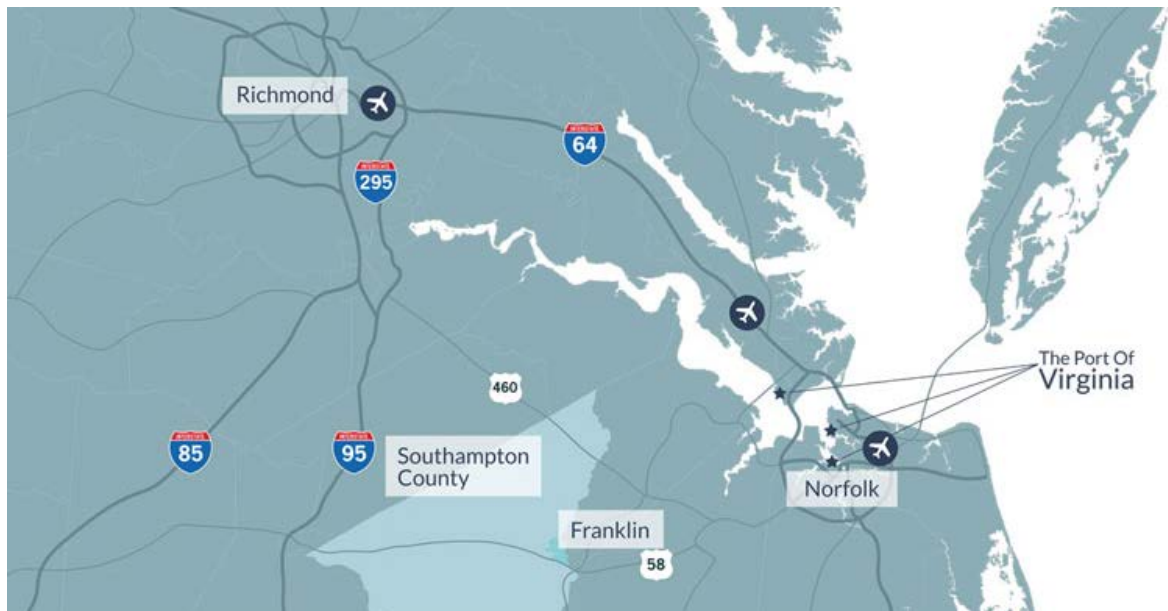 Richmond
64
295
The Port Of
Virginia
460
85
95
Southampton
County
Norfolk
Franklin
58